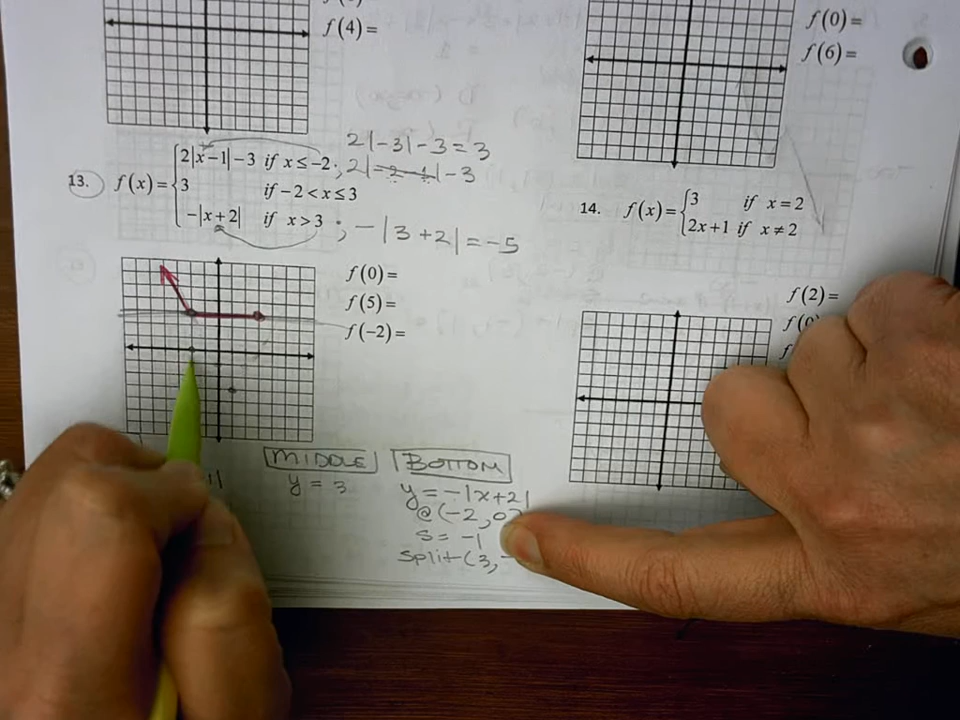 f(4) =
f(0) =
f(6) =
2|-3|-3 = 3
13. f(x) = { 2|x-1|-3 if x ≤ -2 ; 2|-2-1|-3
3 if -2 < x ≤ 3
-|x+2| if x > 3 ; -|3+2| = -5
14. f(x) = { 3 if x = 2
2x+1 if x ≠ 2
f(0) =
f(5) =
f(-2) =
f(2) =
MIDDLE
y = 3
BOTTOM
y = -|x+2|
@(-2, 0)
s = -1
split (3, -